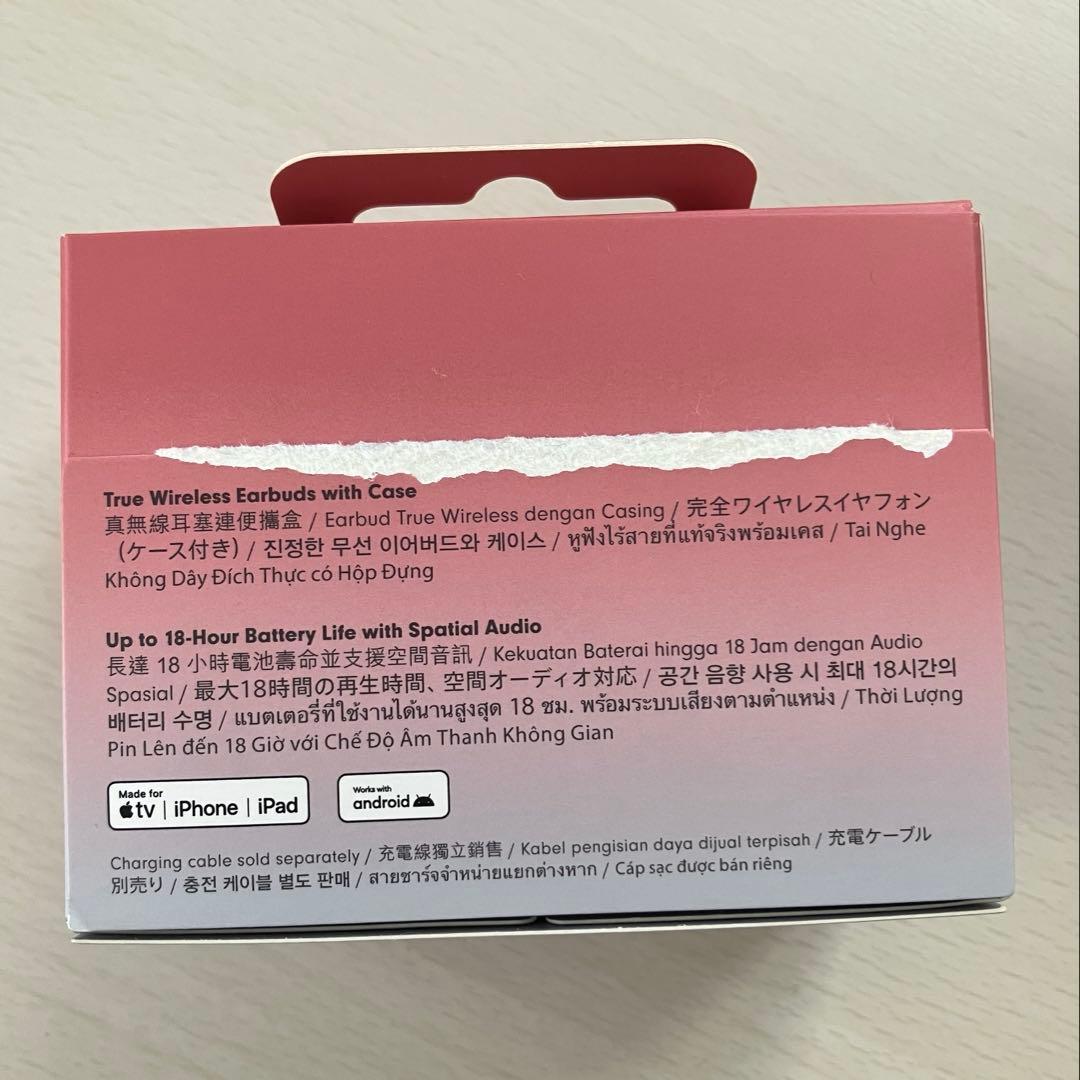 True Wireless Earbuds with Case
真無線耳塞連便攜盒 / Earbud True Wireless dengan Casing / 完全ワイヤレスイヤフォン
(ケース付き) / 진정한 무선 이어버드와 케이스 / หูฟังไร้สายที่แท้จริงพร้อมเคส / Tai Nghe
Không Dây Đích Thực có Hộp Đựng
Up to 18-Hour Battery Life with Spatial Audio
長達 18 小時電池壽命並支援空間音訊 / Kekuatan Baterai hingga 18 Jam dengan Audio
Spasial / 最大18時間の再生時間、空間オーディオ対応 / 공간 음향 사용 시 최대 18시간의
배터리 수명 / แบตเตอรี่ที่ใช้งานได้นานสูงสุด 18 ชม. พร้อมระบบเสียงตามตำแหน่ง / Thời Lượng
Pin Lên đến 18 Giờ với Chế Độ Âm Thanh Không Gian
Made for
tv | iPhone | iPad
Works with
android
Charging cable sold separately / 充電線獨立銷售 / Kabel pengisian daya dijual terpisah / 充電ケーブル
別売り / 충전 케이블 별도 판매 / สายชาร์จจำหน่ายแยกต่างหาก / Cáp sạc được bán riêng